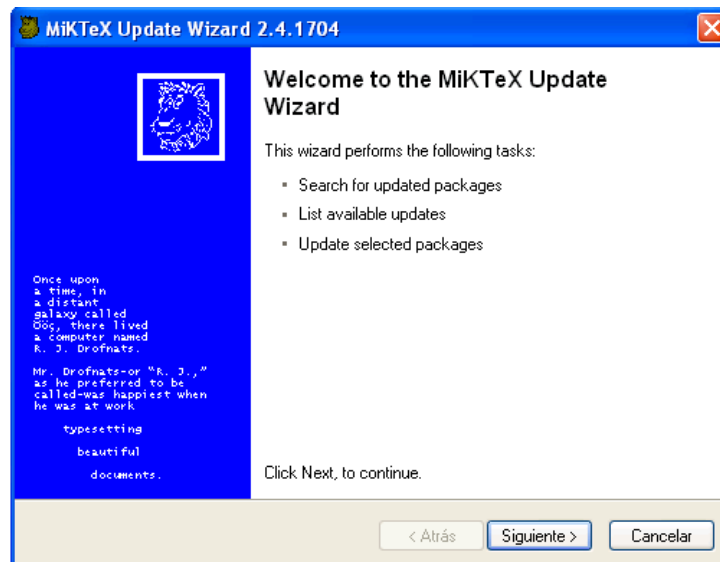 MiKTeX Update Wizard 2.4.1704
Welcome to the MiKTeX Update
Wizard
This wizard performs the following tasks:
Search for updated packages
List available updates
Update selected packages
Once upon
a time, in
a distant
galaxy called
Ööç, there lived
a computer named
R. J. Drofnats.
Mr. Drofnats-or “R. J.,”
as he preferred to be
called-was happiest when
he was at work
typesetting
beautiful
documents.
Click Next, to continue.
< Atrás
Siguiente >
Cancelar